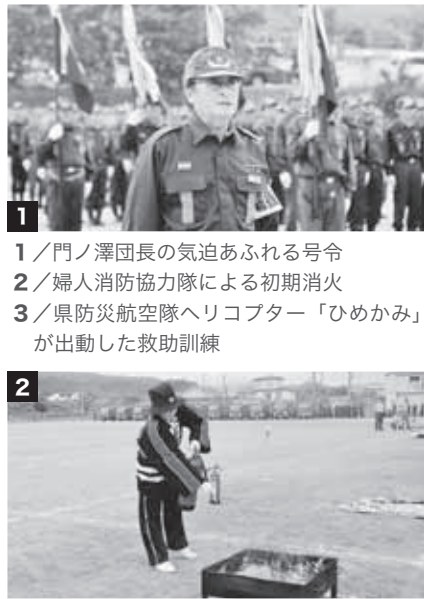 1
1／門ノ澤団長の気迫あふれる号令
2／婦人消防協力隊による初期消火
3／県防災航空隊ヘリコプター「ひめかみ」
が出動した救助訓練
2